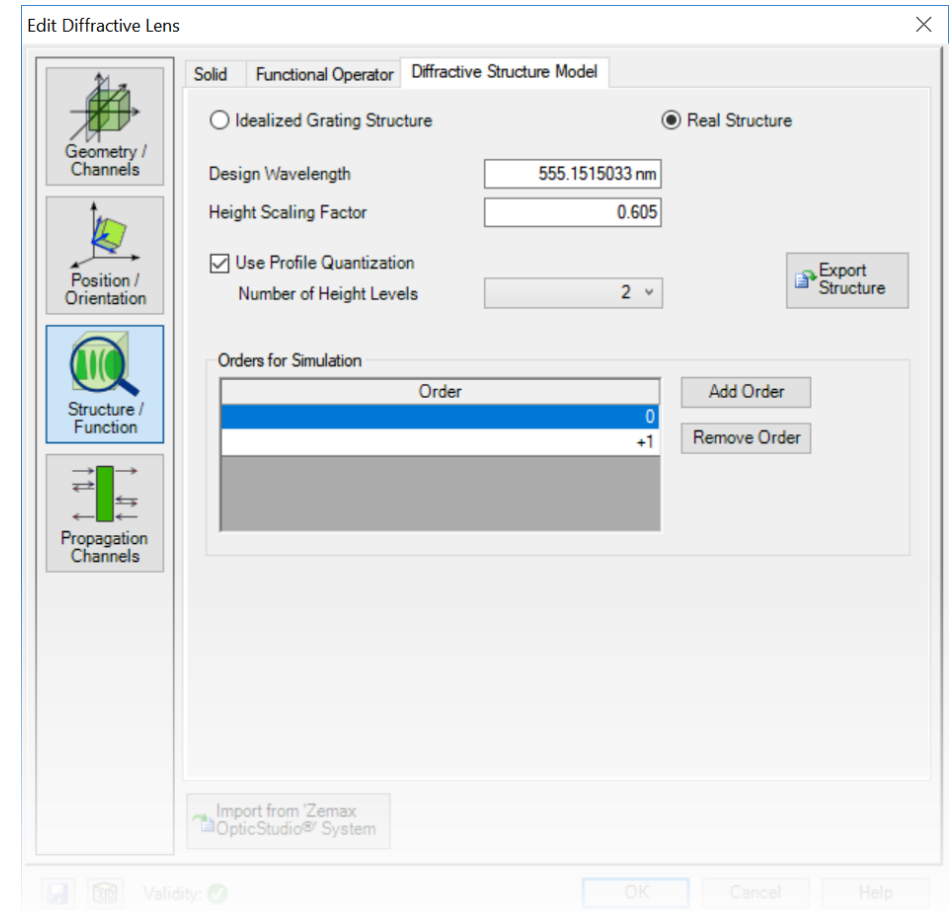 Edit Diffractive Lens
Solid
Functional Operator
Diffractive Structure Model
Geometry /
Channels
Position /
Orientation
Structure /
Function
Propagation
Channels
Idealized Grating Structure
Real Structure
Design Wavelength
555.1515033 nm
Height Scaling Factor
0.605
Use Profile Quantization
Number of Height Levels
2
Export
Structure
Orders for Simulation
Order
0
+1
Add Order
Remove Order
Import from 'Zemax
OpticStudio®' System
Validity:
OK
Cancel
Help